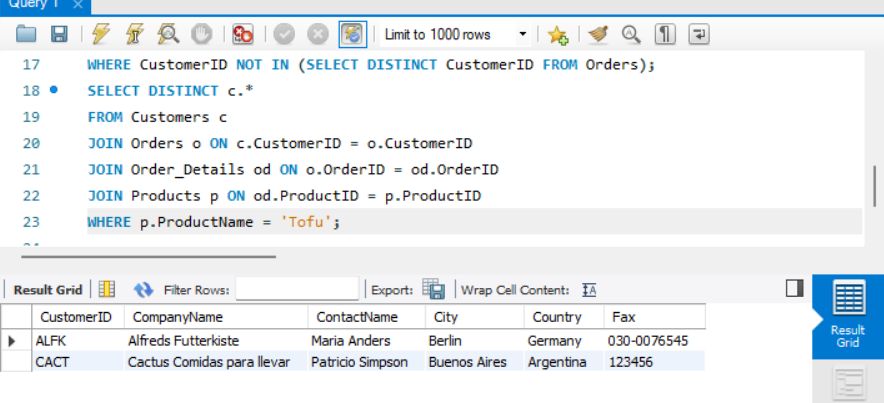 Query 1
Limit to 1000 rows
17 WHERE CustomerID NOT IN (SELECT DISTINCT CustomerID FROM Orders);
18 SELECT DISTINCT c.*
19 FROM Customers c
20 JOIN Orders o ON c.CustomerID = o.CustomerID
21 JOIN Order_Details od ON o.OrderID = od.OrderID
22 JOIN Products p ON od.ProductID = p.ProductID
23 WHERE p.ProductName = 'Tofu';
Result Grid Filter Rows: Export: Wrap Cell Content: IA
CustomerID CompanyName ContactName City Country Fax
ALFK Alfreds Futterkiste Maria Anders Berlin Germany 030-0076545
CACT Cactus Comidas para llevar Patricio Simpson Buenos Aires Argentina 123456
Result
Grid